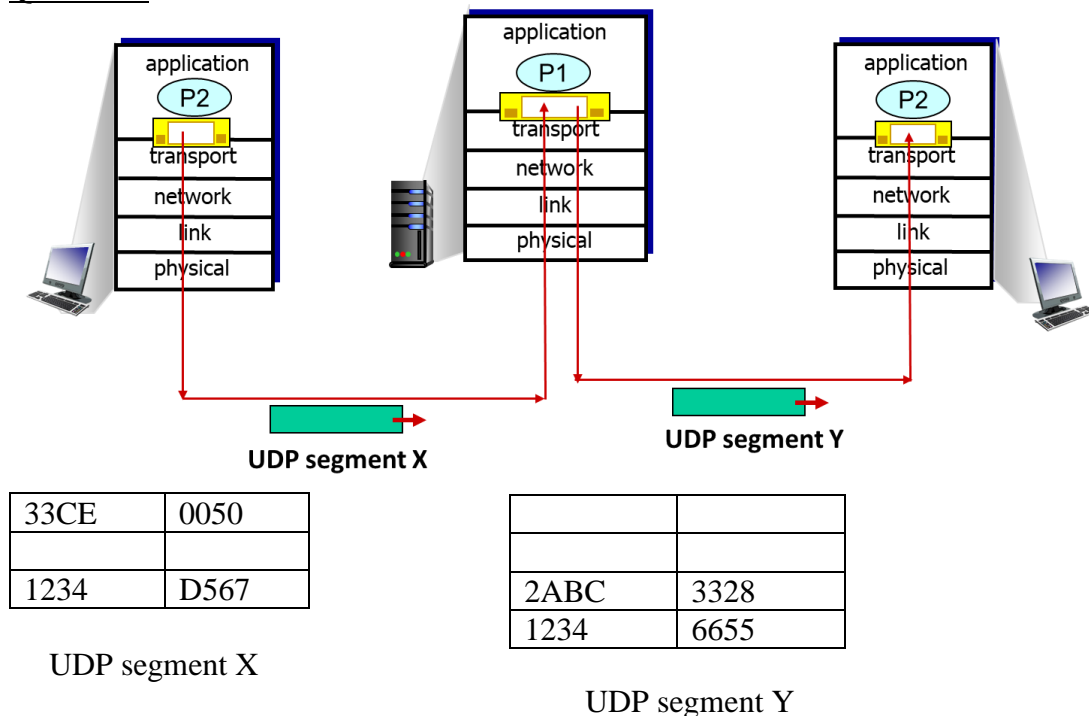 application
P2
transport
network
link
physical
application
P1
transport
network
link
physical
application
P2
transport
network
link
physical
UDP segment X
UDP segment Y
33CE 0050
1234 D567
UDP segment X
2ABC 3328
1234 6655
UDP segment Y